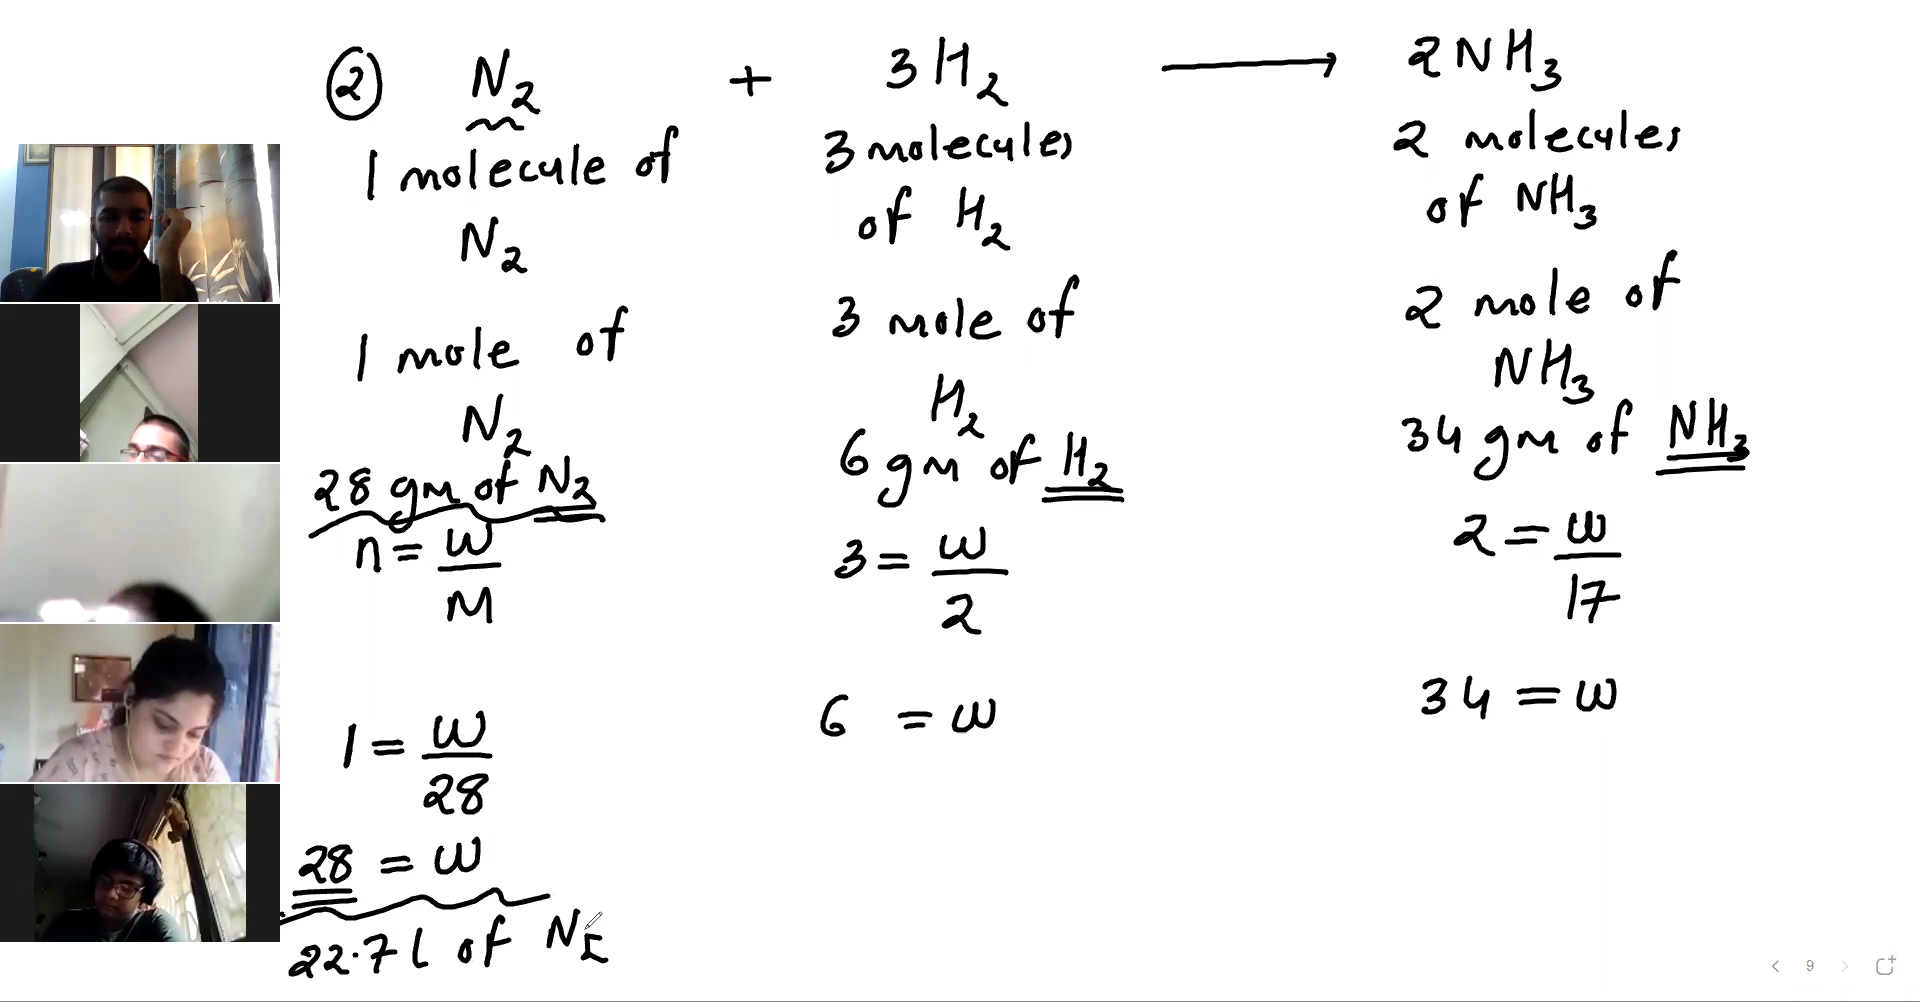 ② N₂ + 3H₂ ⟶ 2NH₃
1 molecule of
N₂
3 molecules
of H₂
2 molecules
of NH₃
1 mole of
N₂
3 mole of
H₂
2 mole of
NH₃
28 gm of N₂
6 gm of H₂
34 gm of NH₃
n = w/M
3 = w/2
2 = w/17
1 = w/28
6 = w
34 = w
28 = w
22.7 l of N₂
9